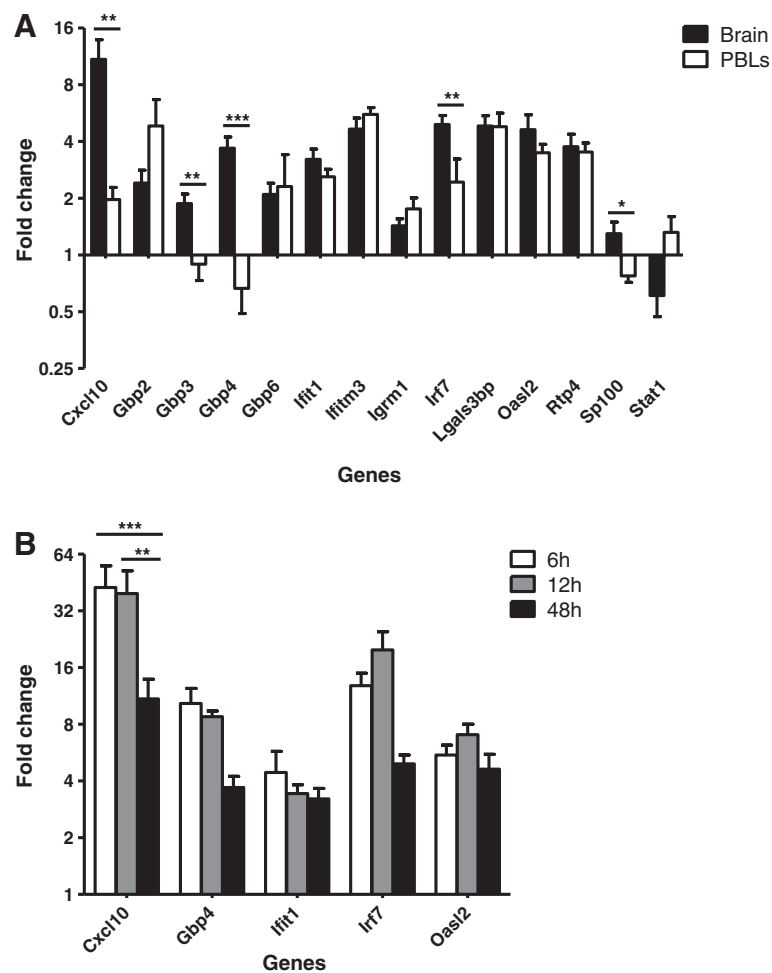 A
Fold change
16
8
4
2
1
0.5
0.25
**
**
***
**
*
Brain
PBLs
Cxcl10
Gbp2
Gbp3
Gbp4
Gbp6
Ifit1
Ifitm3
Igrm1
Irf7
Lgals3bp
Oasl2
Rtp4
Sp100
Stat1
Genes
B
Fold change
64
32
16
8
4
2
1
***
**
6h
12h
48h
Cxcl10
Gbp4
Ifit1
Irf7
Oasl2
Genes